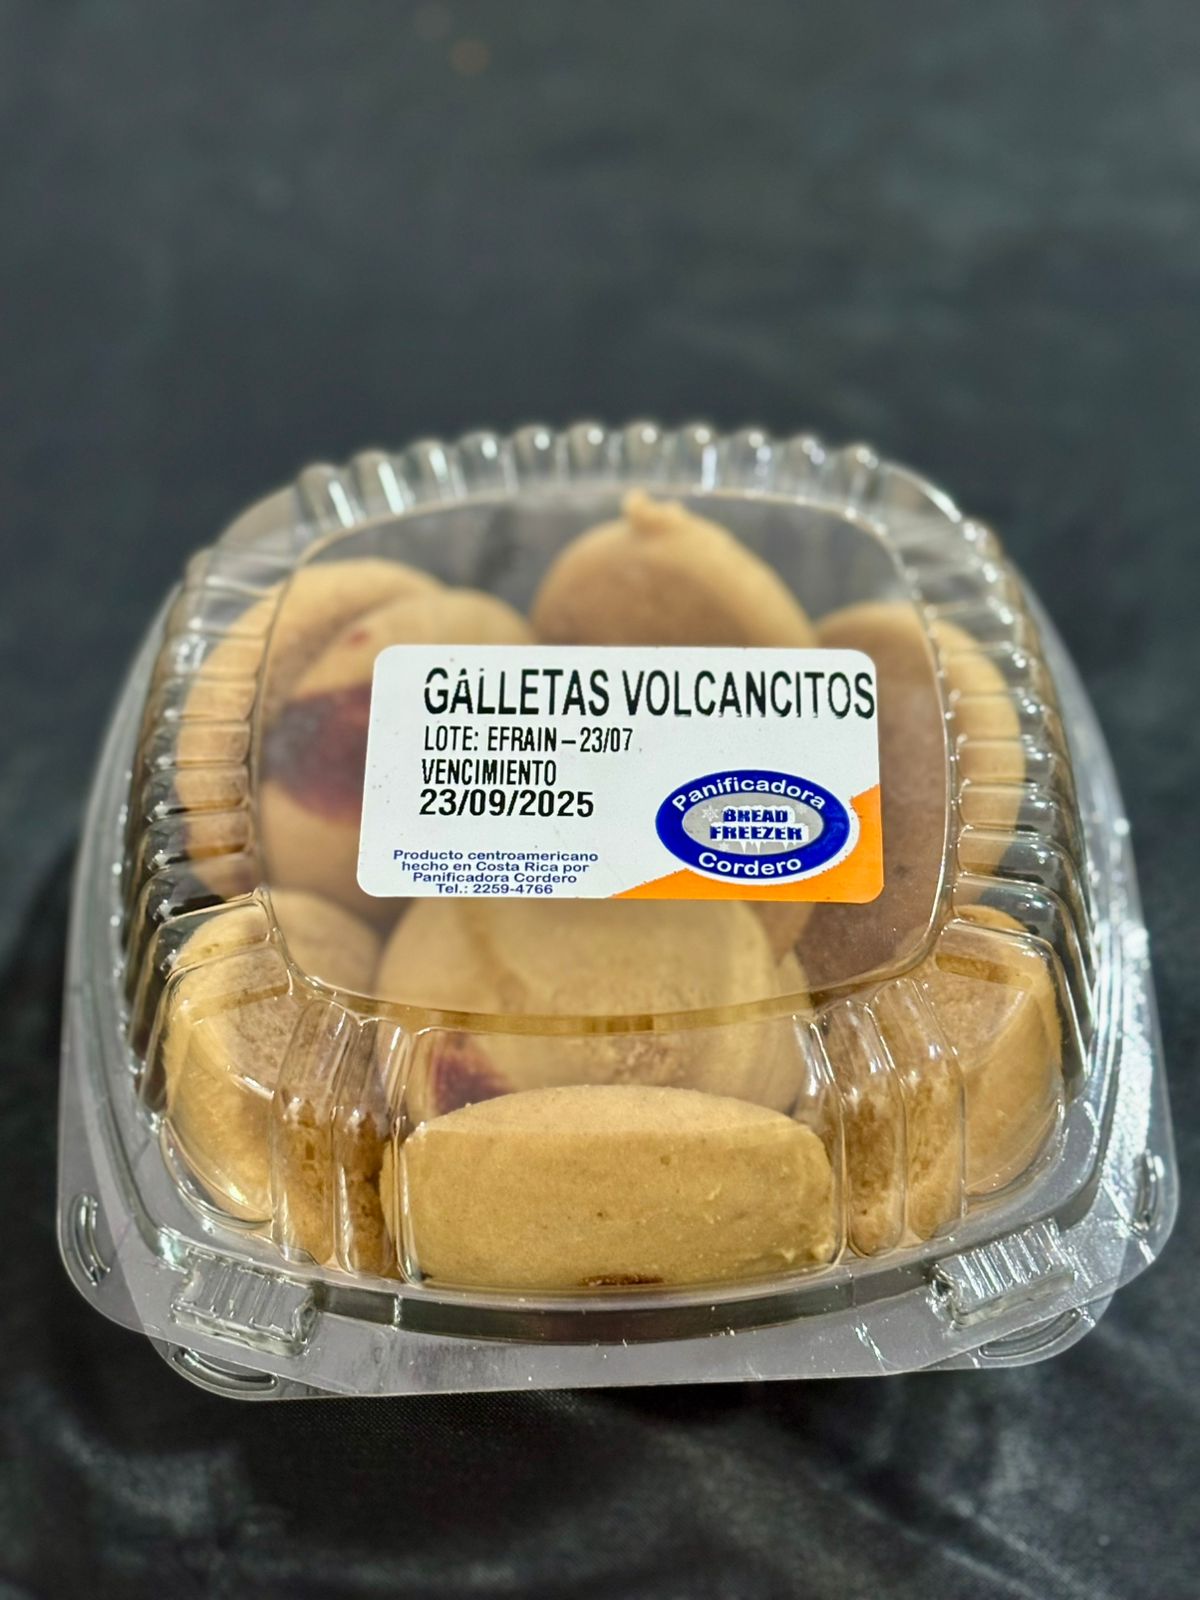 GALLETAS VOLCANCITOS
LOTE: EFRAIN-23/07
VENCIMIENTO
23/09/2025
Panificadora
BREAD
FREEZER
Cordero
Producto centroamericano
hecho en Costa Rica por
Panificadora Cordero
Tel.: 2259-4766